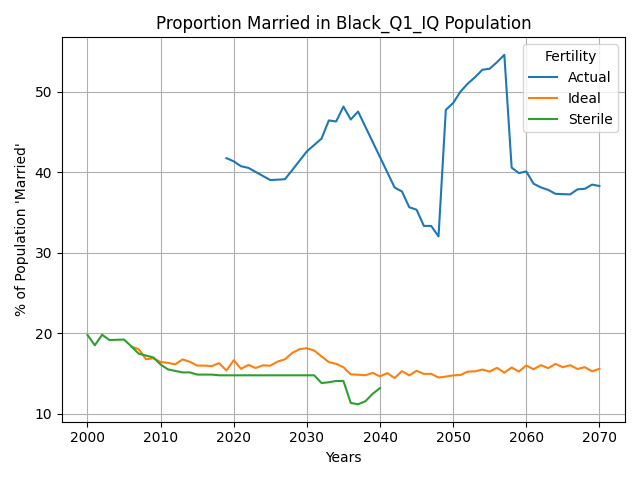 Proportion Married in Black_Q1_IQ Population
% of Population 'Married'
50
40
30
20
10
Fertility
Actual
Ideal
Sterile
2000 2010 2020 2030 2040 2050 2060 2070
Years